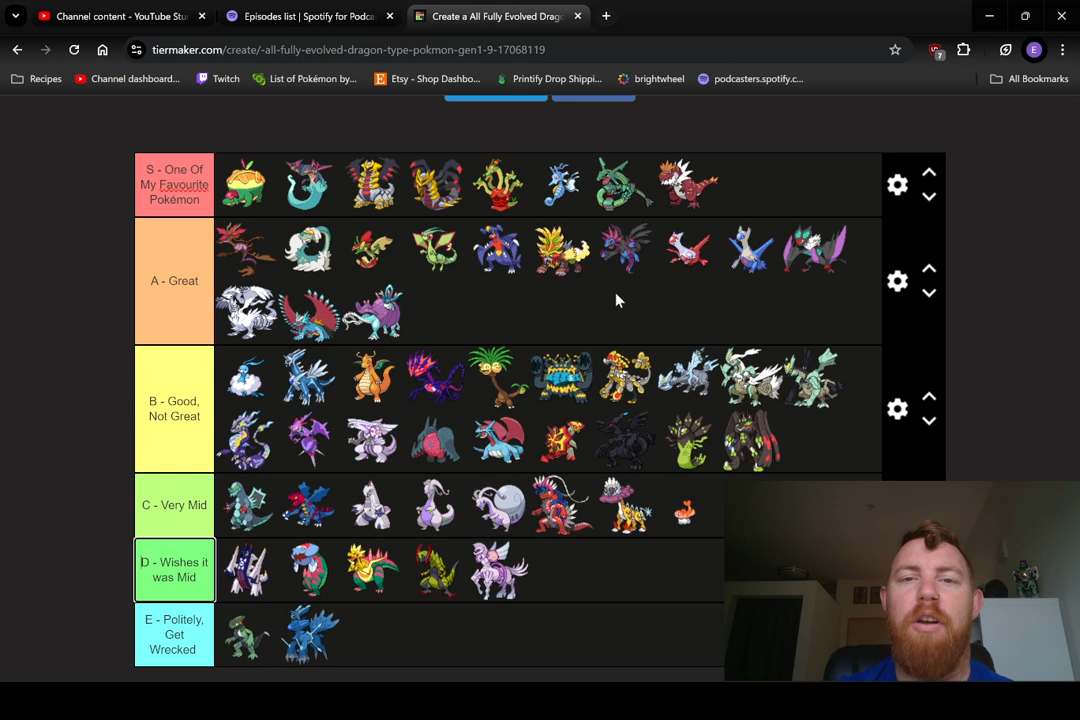 Channel content - YouTube Stu
Episodes list | Spotify for Podca
Create a All Fully Evolved Drago
tiermaker.com/create/-all-fully-evolved-dragon-type-pokmon-gen1-9-17068119
E
7
Recipes
Channel dashboard...
Twitch
List of Pokémon by...
Etsy - Shop Dashbo...
Printify Drop Shippi...
brightwheel
podcasters.spotify.c...
All Bookmarks
S - One Of
My Favourite
Pokémon
A - Great
B - Good,
Not Great
C - Very Mid
D - Wishes it
was Mid
E - Politely,
Get
Wrecked